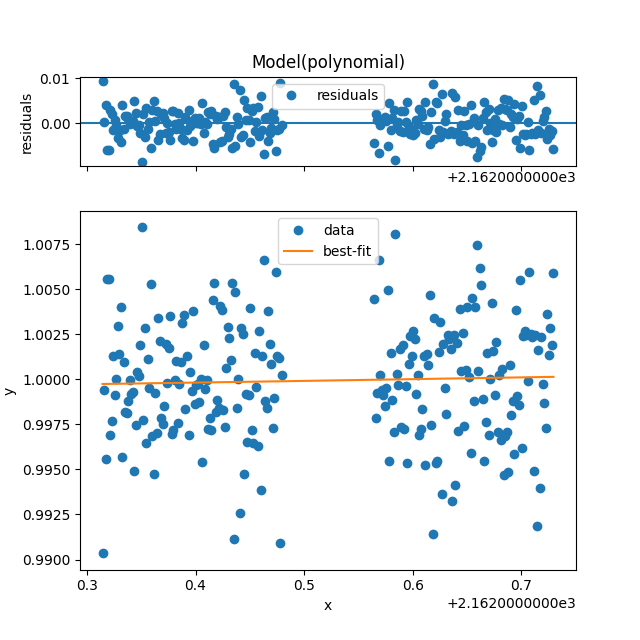 Model(polynomial)
0.01
0.00
residuals
residuals
+2.1620000000e3
1.0075
1.0050
1.0025
1.0000
0.9975
0.9950
0.9925
0.9900
y
data
best-fit
0.3 0.4 0.5 0.6 0.7
x
+2.1620000000e3